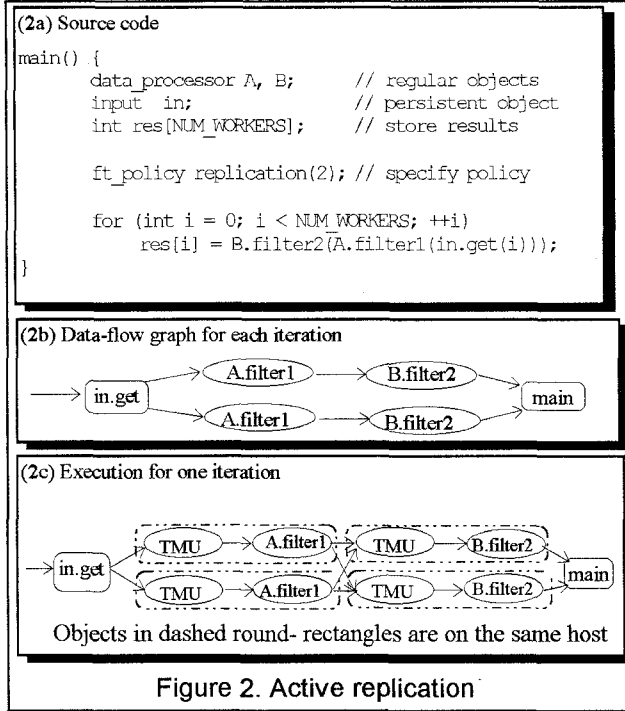 (2a) Source code
main() {
data_processor A, B; // regular objects
input in; // persistent object
int res[NUM_WORKERS]; // store results
ft_policy replication(2); // specify policy
for (int i = 0; i < NUM_WORKERS; ++i)
res[i] = B.filter2(A.filter1(in.get(i)));
}
(2b) Data-flow graph for each iteration
A.filter1 B.filter2
in.get main
A.filter1 B.filter2
(2c) Execution for one iteration
TMU A.filter1 TMU B.filter2
in.get main
TMU A.filter1 TMU B.filter2
Objects in dashed round- rectangles are on the same host
Figure 2. Active replication